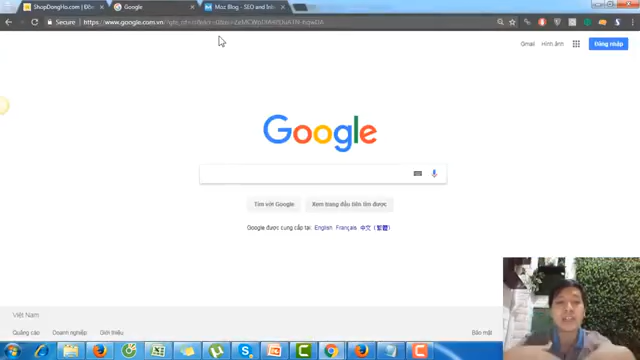 ShopDongHo.com | Đồn
Google
Moz Blog - SEO and Inb
Secure
https://www.google.com.vn/?gfe_rd=
Gmail
Hình ảnh
Đăng nhập
Google
Tìm với Google
Xem trang đầu tiên tìm được
Google được cung cấp tại: English Français 中文 (繁體)
Việt Nam
Quảng cáo
Doanh nghiệp
Giới thiệu
Bảo mật